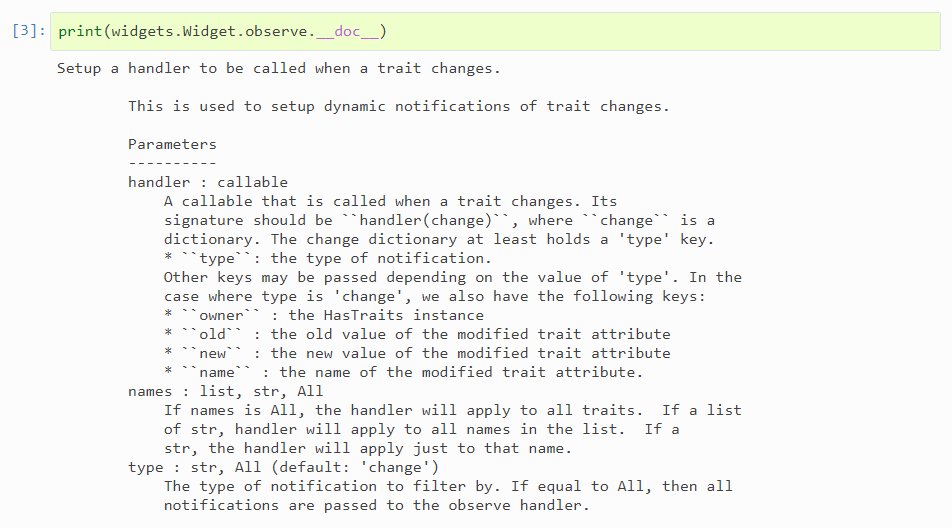 [3]: print(widgets.Widget.observe.__doc__)
Setup a handler to be called when a trait changes.
This is used to setup dynamic notifications of trait changes.
Parameters
----------
handler : callable
A callable that is called when a trait changes. Its
signature should be ``handler(change)``, where ``change`` is a
dictionary. The change dictionary at least holds a 'type' key.
* ``type``: the type of notification.
Other keys may be passed depending on the value of 'type'. In the
case where type is 'change', we also have the following keys:
* ``owner`` : the HasTraits instance
* ``old`` : the old value of the modified trait attribute
* ``new`` : the new value of the modified trait attribute
* ``name`` : the name of the modified trait attribute.
names : list, str, All
If names is All, the handler will apply to all traits.  If a list
of str, handler will apply to all names in the list.  If a
str, the handler will apply just to that name.
type : str, All (default: 'change')
The type of notification to filter by. If equal to All, then all
notifications are passed to the observe handler.